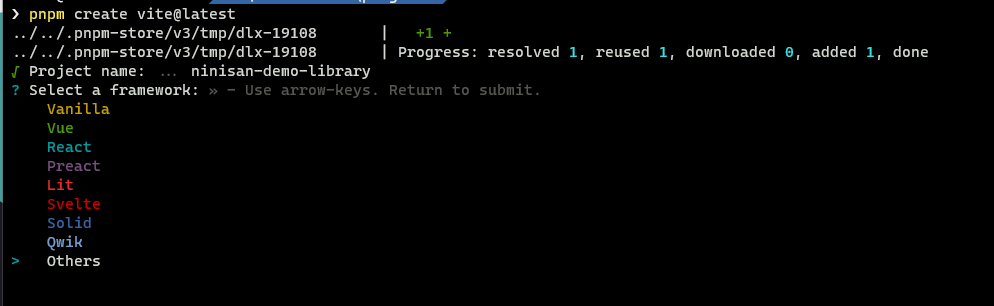 ❯ pnpm create vite@latest
../../.pnpm-store/v3/tmp/dlx-19108 | +1 +
../../.pnpm-store/v3/tmp/dlx-19108 | Progress: resolved 1, reused 1, downloaded 0, added 1, done
√ Project name: ... ninisan-demo-library
? Select a framework: » - Use arrow-keys. Return to submit.
Vanilla
Vue
React
Preact
Lit
Svelte
Solid
Qwik
> Others